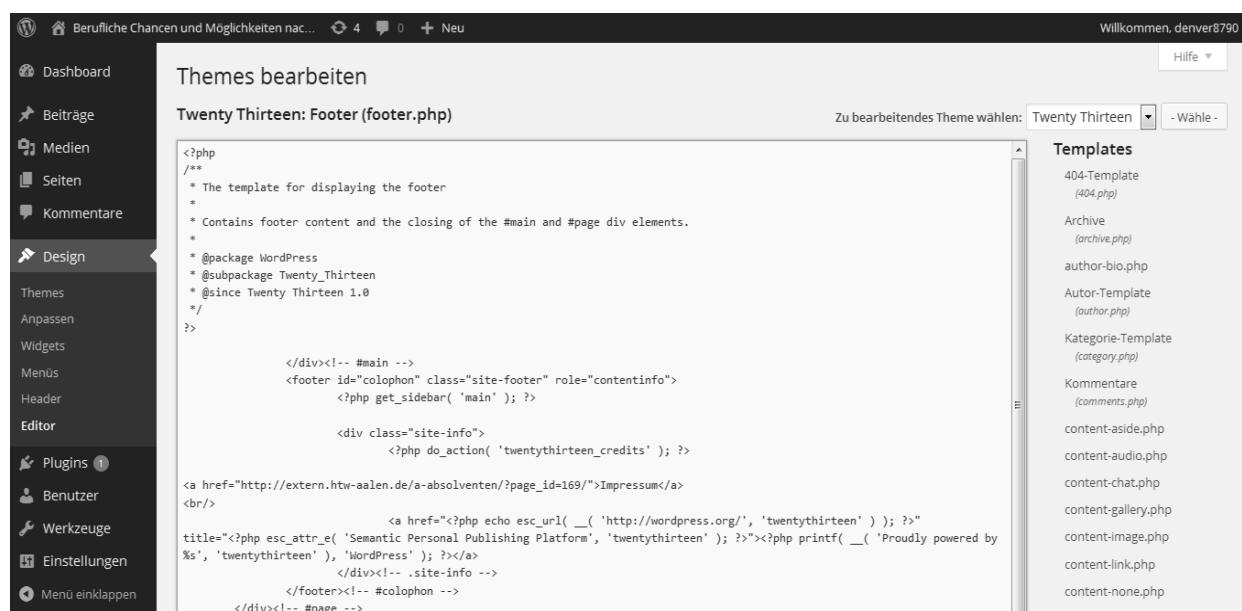 Berufliche Chancen und Möglichkeiten nac... 4 0 + Neu Willkommen, denver8790
Hilfe
Dashboard
Beiträge
Medien
Seiten
Kommentare
Design
Themes
Anpassen
Widgets
Menüs
Header
Editor
Plugins 1
Benutzer
Werkzeuge
Einstellungen
Menü einklappen
Themes bearbeiten
Twenty Thirteen: Footer (footer.php)
Zu bearbeitendes Theme wählen: Twenty Thirteen - Wähle -
<?php
/**
 * The template for displaying the footer
 *
 * Contains footer content and the closing of the #main and #page div elements.
 *
 * @package WordPress
 * @subpackage Twenty_Thirteen
 * @since Twenty Thirteen 1.0
 */
?>
</div><!-- #main -->
<footer id="colophon" class="site-footer" role="contentinfo">
<?php get_sidebar( 'main' ); ?>
<div class="site-info">
<?php do_action( 'twentythirteen_credits' ); ?>
<a href="http://extern.htw-aalen.de/a-absolventen/?page_id=169/">Impressum</a>
<br/>
<a href="<?php echo esc_url( __( 'http://wordpress.org/', 'twentythirteen' ) ); ?>"
title="<?php esc_attr_e( 'Semantic Personal Publishing Platform', 'twentythirteen' ); ?>"><?php printf( __( 'Proudly powered by
%s', 'twentythirteen' ), 'WordPress' ); ?></a>
</div><!-- .site-info -->
</footer><!-- #colophon -->
</div><!-- #page -->
Templates
404-Template
(404.php)
Archive
(archive.php)
author-bio.php
Autor-Template
(author.php)
Kategorie-Template
(category.php)
Kommentare
(comments.php)
content-aside.php
content-audio.php
content-chat.php
content-gallery.php
content-image.php
content-link.php
content-none.php